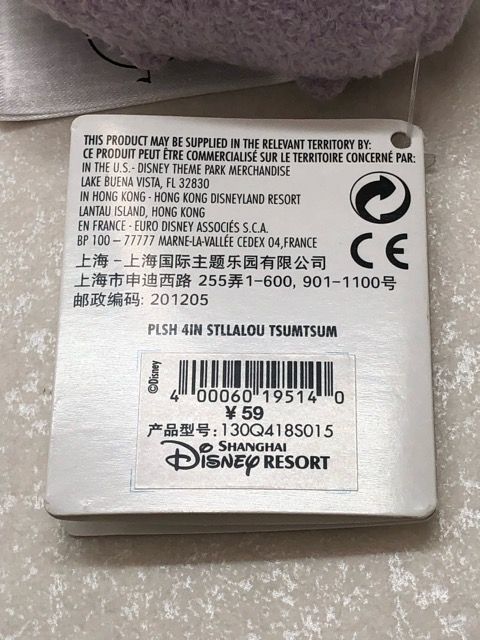 THIS PRODUCT MAY BE SUPPLIED IN THE RELEVANT TERRITORY BY:
CE PRODUIT PEUT ÊTRE COMMERCIALISÉ SUR LE TERRITOIRE CONCERNÉ PAR:
IN THE U.S.- DISNEY THEME PARK MERCHANDISE
LAKE BUENA VISTA, FL 32830
IN HONG KONG - HONG KONG DISNEYLAND RESORT
LANTAU ISLAND, HONG KONG
EN FRANCE - EURO DISNEY ASSOCIÉS S.C.A.
BP 100 – 77777 MARNE-LA-VALLÉE CEDEX 04,FRANCE
CE
上海 – 上海国际主题乐园有限公司
上海市申迪西路 255弄1-600, 901-1100号
邮政编码: 201205
PLSH 4IN STLLALOU TSUMTSUM
©Disney
4 00060 19514 0
¥ 59
产品型号: 130Q418S015
SHANGHAI
Disney RESORT